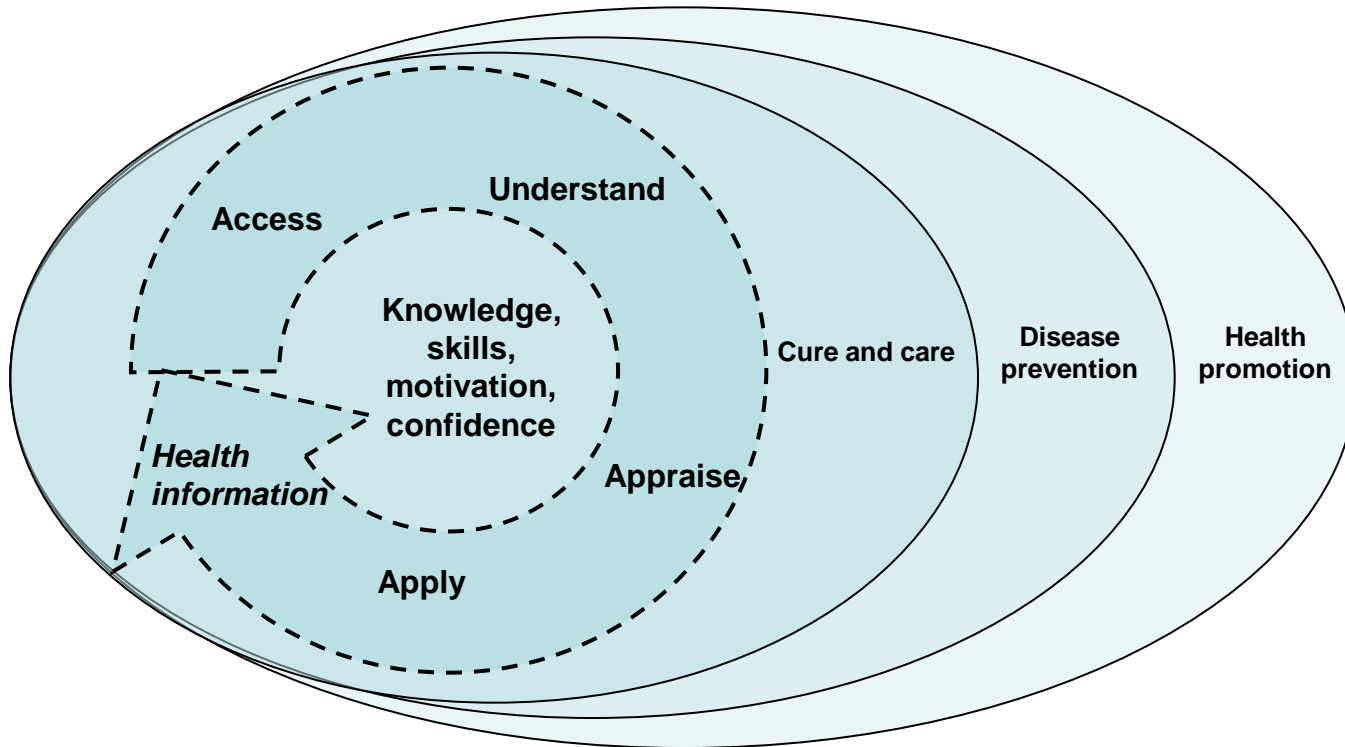 Access
Understand
Knowledge,
skills,
motivation,
confidence
Health
information
Appraise
Apply
Cure and care
Disease
prevention
Health
promotion